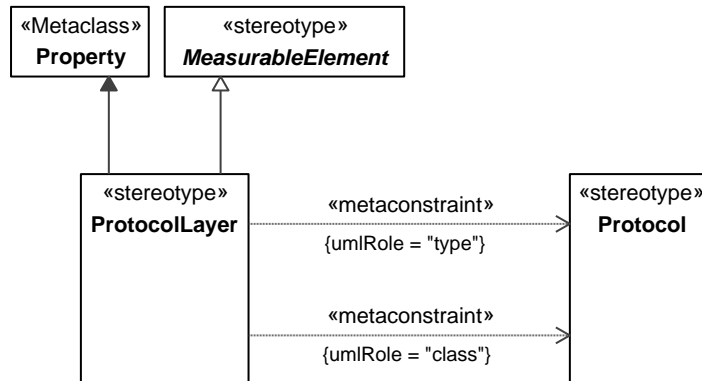 «Metaclass»
Property
«stereotype»
MeasurableElement
«stereotype»
ProtocolLayer
«metaconstraint»
{umlRole = "type"}
«stereotype»
Protocol
«metaconstraint»
{umlRole = "class"}